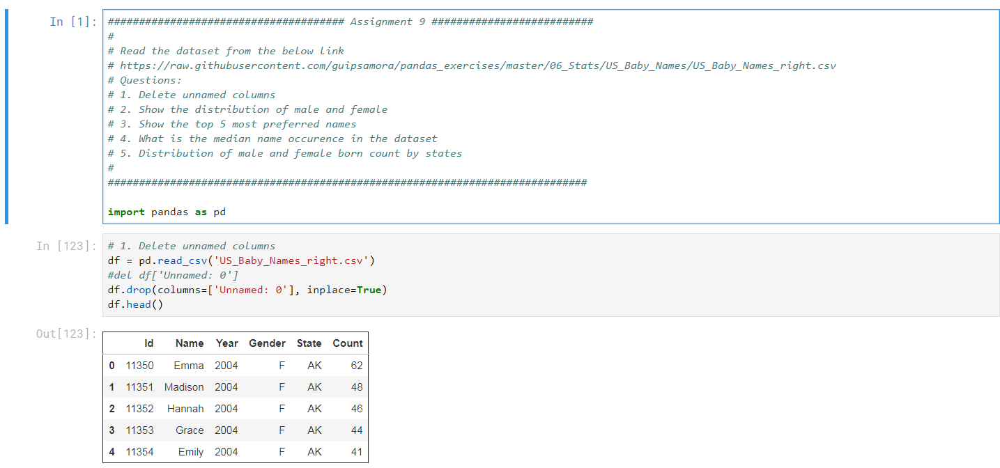 In [1]:
###################################### Assignment 9 ##########################
#
# Read the dataset from the below link
# https://raw.githubusercontent.com/guipsamora/pandas_exercises/master/06_Stats/US_Baby_Names/US_Baby_Names_right.csv
# Questions:
# 1. Delete unnamed columns
# 2. Show the distribution of male and female
# 3. Show the top 5 most preferred names
# 4. What is the median name occurence in the dataset
# 5. Distribution of male and female born count by states
#
#############################################################################
import pandas as pd
In [123]:
# 1. Delete unnamed columns
df = pd.read_csv('US_Baby_Names_right.csv')
#del df['Unnamed: 0']
df.drop(columns=['Unnamed: 0'], inplace=True)
df.head()
Out[123]:
Id Name Year Gender State Count
0 11350 Emma 2004 F AK 62
1 11351 Madison 2004 F AK 48
2 11352 Hannah 2004 F AK 46
3 11353 Grace 2004 F AK 44
4 11354 Emily 2004 F AK 41